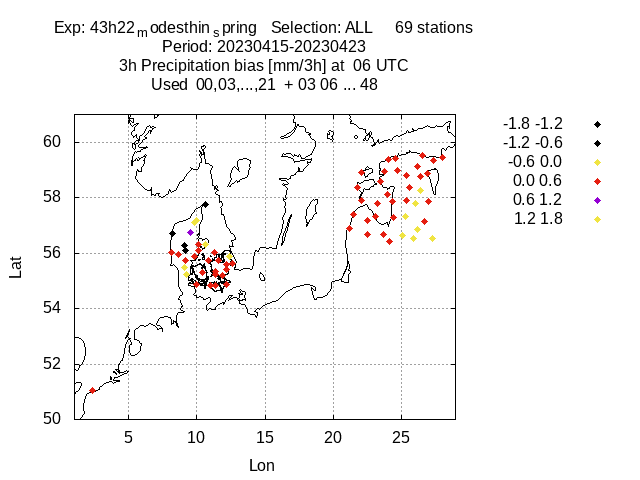 Exp: 43h22modesthinspring Selection: ALL 69 stations
Period: 20230415-20230423
3h Precipitation bias [mm/3h] at 06 UTC
Used 00,03,...,21 + 03 06 ... 48
-1.8 -1.2
-1.2 -0.6
-0.6 0.0
0.0 0.6
0.6 1.2
1.2 1.8
60
58
56
54
52
50
Lat
5 10 15 20 25
Lon